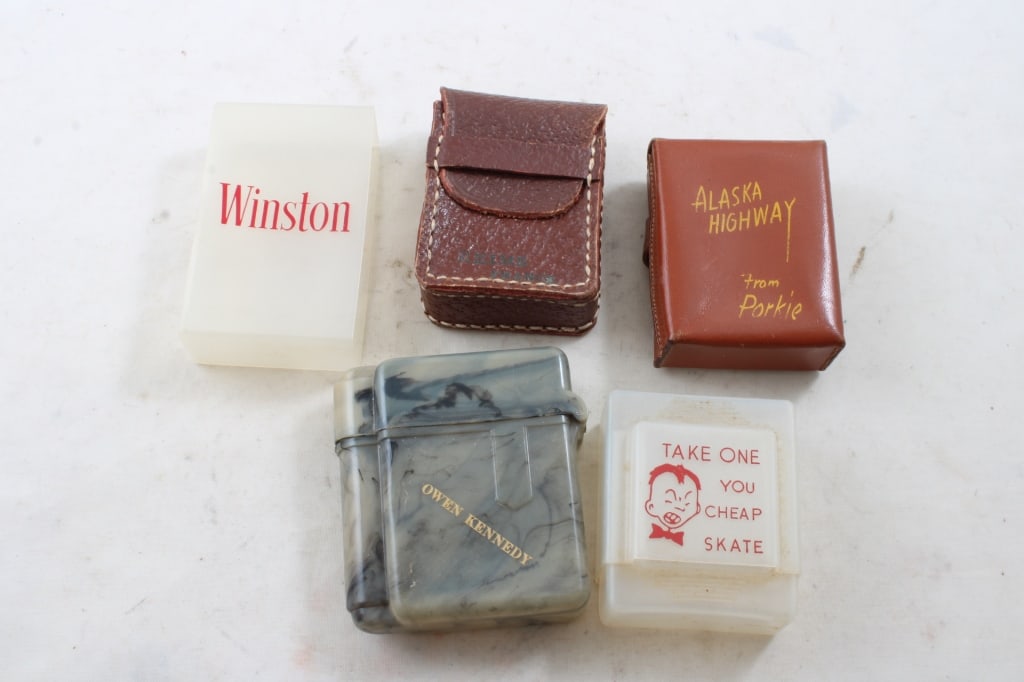 Winston
ALASKA
HIGHWAY
from
Porkie
OWEN KENNEDY
TAKE ONE
YOU
CHEAP
SKATE